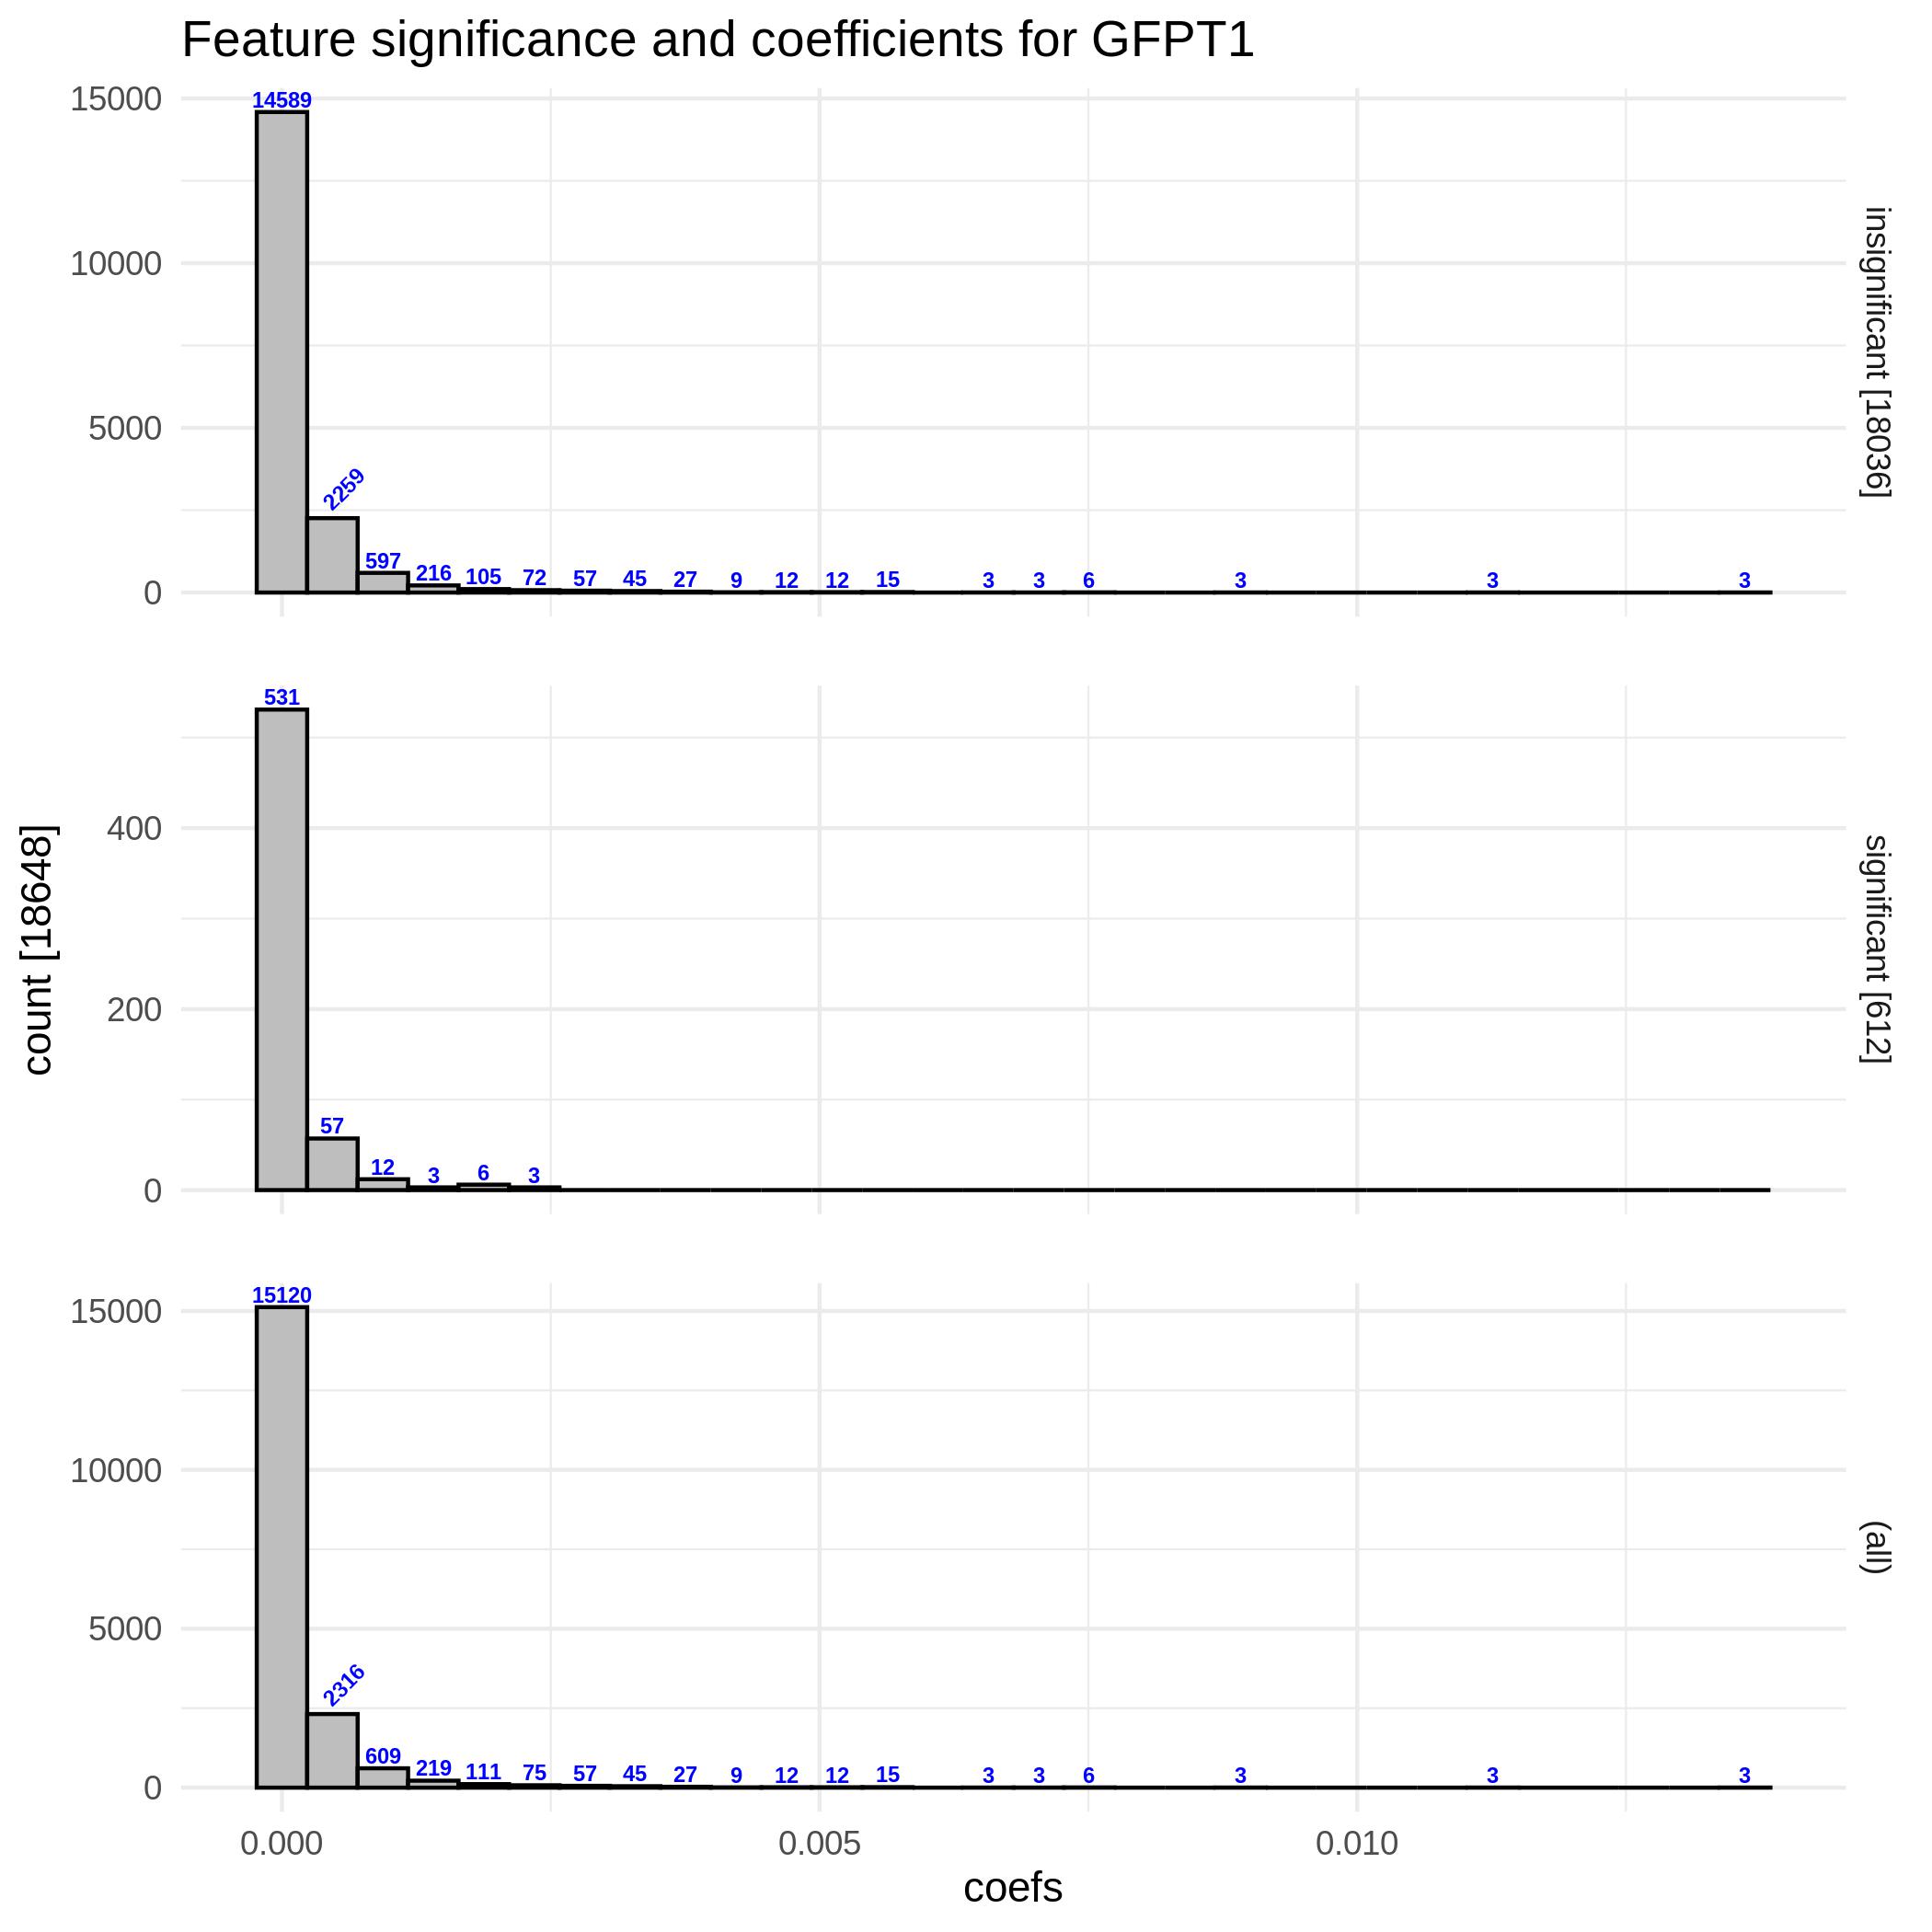 Feature significance and coefficients for GFPT1
15000
10000
5000
0
14589
2259
597 216 105 72 57 45 27 9 12 12 15 3 3 6 3 3 3
insignificant [18036]
count [18648]
400
200
0
531
57
12 3 6 3
significant [612]
15000
10000
5000
0
15120
2316
609 219 111 75 57 45 27 9 12 12 15 3 3 6 3 3 3
(all)
0.000 0.005 0.010
coefs